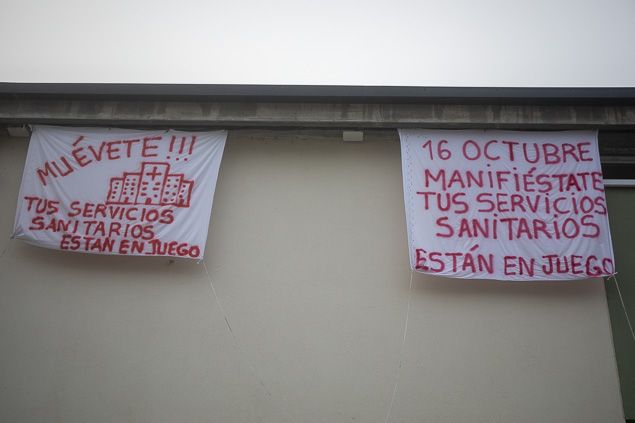 MUÉVETE!!!
TUS SERVICIOS
SANITARIOS
ESTÁN EN JUEGO
16 OCTUBRE
MANIFIÉSTATE
TUS SERVICIOS
SANITARIOS
ESTÁN EN JUEGO